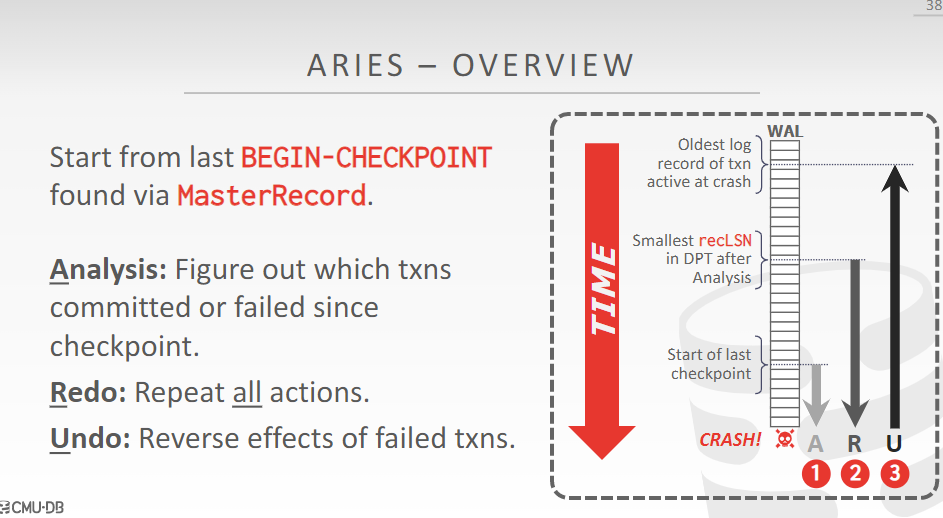 38
ARIES – OVERVIEW
Start from last BEGIN-CHECKPOINT
found via MasterRecord.
Analysis: Figure out which txns
committed or failed since
checkpoint.
Redo: Repeat all actions.
Undo: Reverse effects of failed txns.
TIME
WAL
Oldest log
record of txn
active at crash
Smallest recLSN
in DPT after
Analysis
Start of last
checkpoint
CRASH!
A R U
1 2 3
CMU·DB